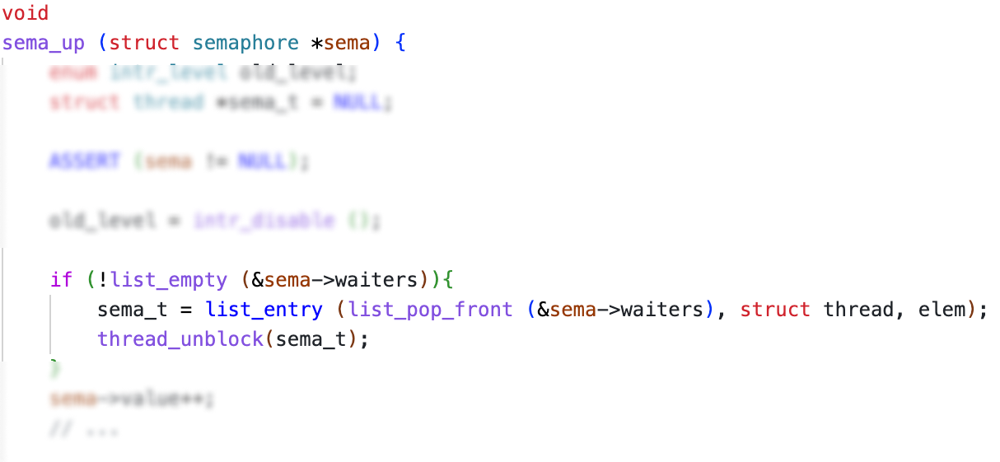 void
sema_up (struct semaphore *sema) {
enum intr_level old_level;
struct thread *sema_t = NULL;
ASSERT (sema != NULL);
old_level = intr_disable ();
if (!list_empty (&sema->waiters)){
sema_t = list_entry (list_pop_front (&sema->waiters), struct thread, elem);
thread_unblock(sema_t);
}
sema->value++;
// ...